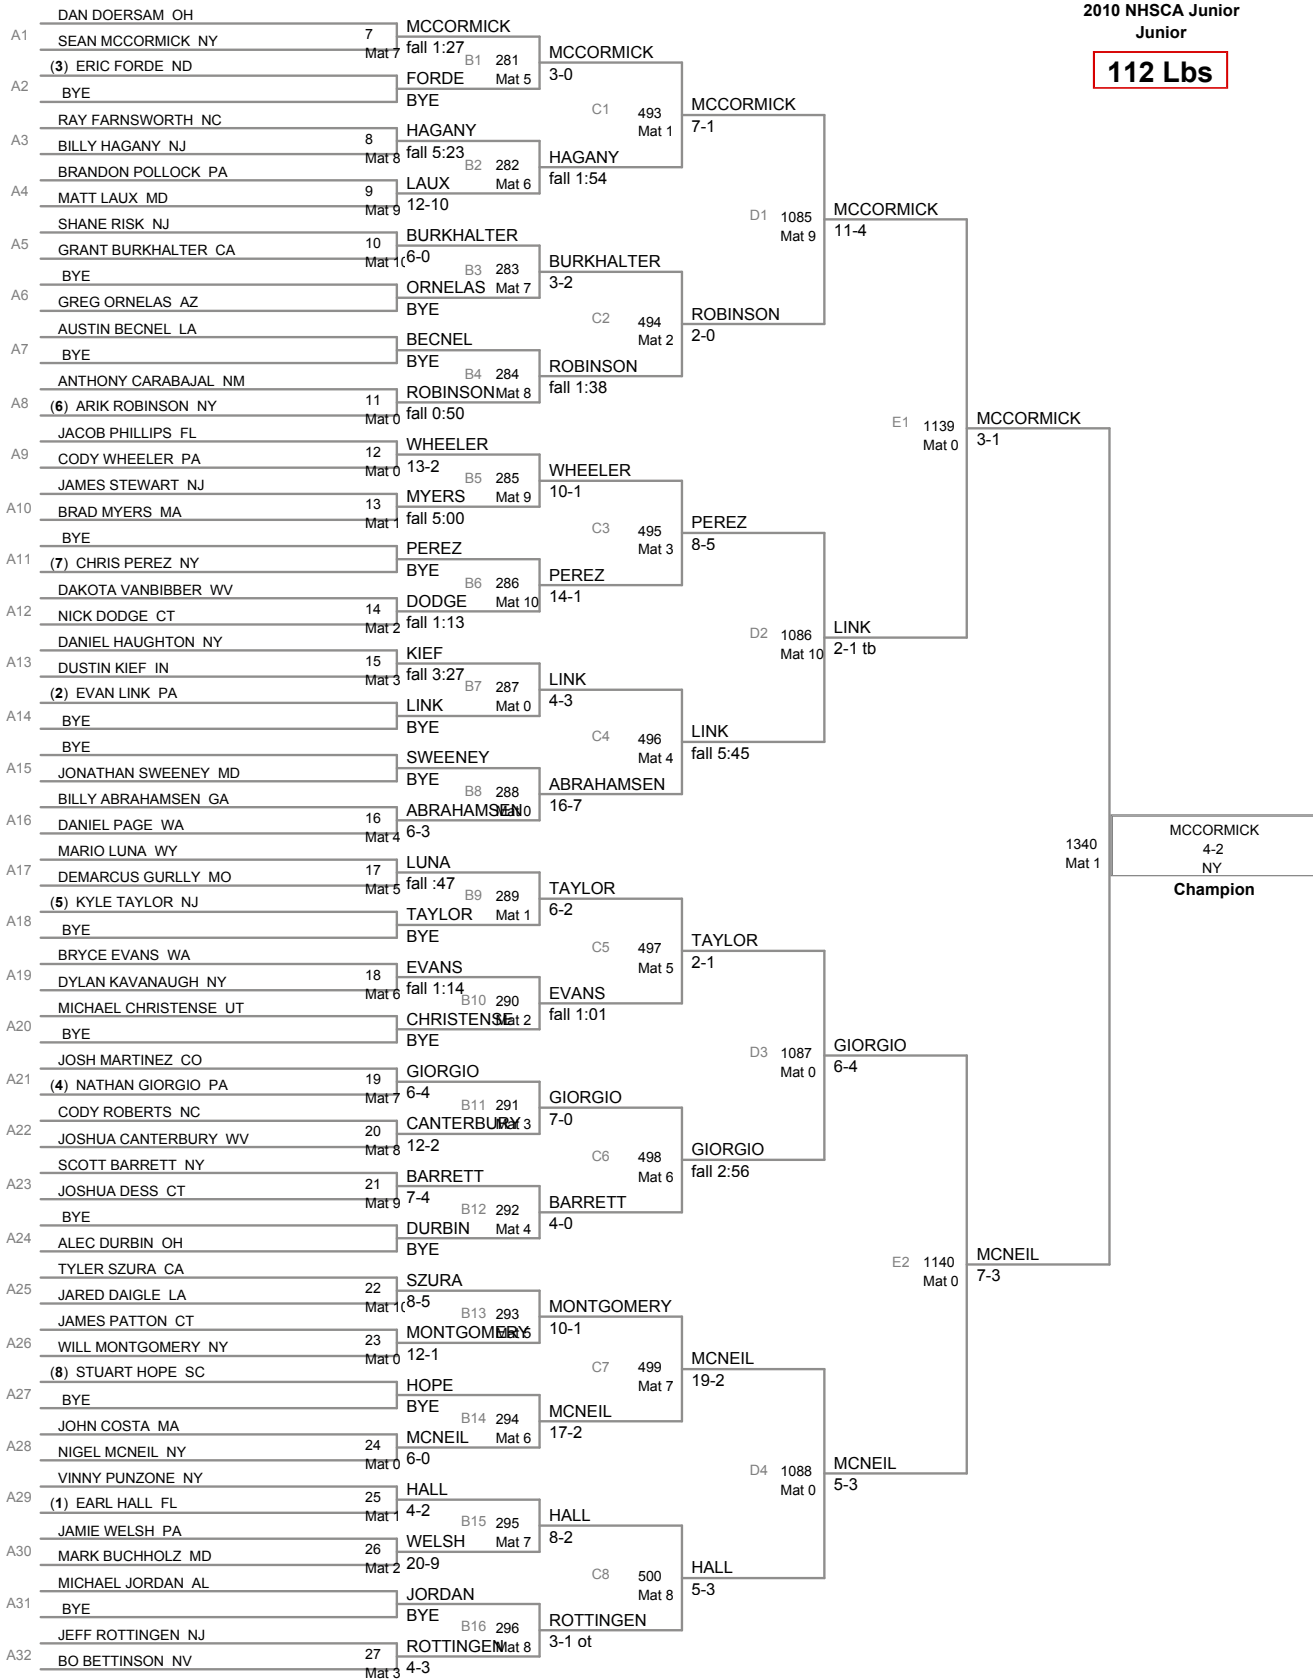 2010 NHSCA Junior
Junior
112 Lbs
DAN DOERSAM OH
A1
SEAN MCCORMICK NY
7
Mat 7
(3) ERIC FORDE ND
A2
BYE
RAY FARNSWORTH NC
A3
BILLY HAGANY NJ
8
Mat 8
BRANDON POLLOCK PA
A4
MATT LAUX MD
9
Mat 9
SHANE RISK NJ
A5
GRANT BURKHALTER CA
10
Mat 10
BYE
A6
GREG ORNELAS AZ
AUSTIN BECNEL LA
A7
BYE
ANTHONY CARABAJAL NM
A8
(6) ARIK ROBINSON NY
11
Mat 0
JACOB PHILLIPS FL
A9
CODY WHEELER PA
12
Mat 0
JAMES STEWART NJ
A10
BRAD MYERS MA
13
Mat 1
BYE
A11
(7) CHRIS PEREZ NY
DAKOTA VANBIBBER WV
A12
NICK DODGE CT
14
Mat 2
DANIEL HAUGHTON NY
A13
DUSTIN KIEF IN
15
Mat 3
(2) EVAN LINK PA
A14
BYE
BYE
A15
JONATHAN SWEENEY MD
BILLY ABRAHAMSEN GA
A16
DANIEL PAGE WA
16
Mat 4
MARIO LUNA WY
A17
DEMARCUS GURLLY MO
17
Mat 5
(5) KYLE TAYLOR NJ
A18
BYE
BRYCE EVANS WA
A19
DYLAN KAVANAUGH NY
18
Mat 6
MICHAEL CHRISTENSE UT
A20
BYE
JOSH MARTINEZ CO
A21
(4) NATHAN GIORGIO PA
19
Mat 7
CODY ROBERTS NC
A22
JOSHUA CANTERBURY WV
20
Mat 8
SCOTT BARRETT NY
A23
JOSHUA DESS CT
21
Mat 9
BYE
A24
ALEC DURBIN OH
TYLER SZURA CA
A25
JARED DAIGLE LA
22
Mat 10
JAMES PATTON CT
A26
WILL MONTGOMERY NY
23
Mat 0
(8) STUART HOPE SC
A27
BYE
JOHN COSTA MA
A28
NIGEL MCNEIL NY
24
Mat 0
VINNY PUNZONE NY
A29
(1) EARL HALL FL
25
Mat 1
JAMIE WELSH PA
A30
MARK BUCHHOLZ MD
26
Mat 2
MICHAEL JORDAN AL
A31
BYE
JEFF ROTTINGEN NJ
A32
BO BETTINSON NV
27
Mat 3
MCCORMICK
fall 1:27
B1 281
Mat 5
FORDE
BYE
HAGANY
fall 5:23
B2 282
Mat 6
LAUX
12-10
BURKHALTER
6-0
B3 283
Mat 7
ORNELAS
BYE
BECNEL
BYE
B4 284
Mat 8
ROBINSON
fall 0:50
WHEELER
13-2
B5 285
Mat 9
MYERS
fall 5:00
PEREZ
BYE
B6 286
Mat 10
DODGE
fall 1:13
KIEF
fall 3:27
B7 287
Mat 0
LINK
BYE
SWEENEY
BYE
B8 288
Mat 0
ABRAHAMSEN
6-3
LUNA
fall :47
B9 289
Mat 1
TAYLOR
BYE
EVANS
fall 1:14
B10 290
Mat 2
CHRISTENSE
BYE
GIORGIO
6-4
B11 291
Mat 3
CANTERBURY
12-2
BARRETT
7-4
B12 292
Mat 4
DURBIN
BYE
SZURA
8-5
B13 293
Mat 5
MONTGOMERY
12-1
HOPE
BYE
B14 294
Mat 6
MCNEIL
6-0
HALL
4-2
B15 295
Mat 7
WELSH
20-9
JORDAN
BYE
B16 296
Mat 8
ROTTINGEN
4-3
MCCORMICK
3-0
C1 493
Mat 1
HAGANY
fall 1:54
BURKHALTER
3-2
C2 494
Mat 2
ROBINSON
fall 1:38
WHEELER
10-1
C3 495
Mat 3
PEREZ
14-1
LINK
4-3
C4 496
Mat 4
ABRAHAMSEN
16-7
TAYLOR
6-2
C5 497
Mat 5
EVANS
fall 1:01
GIORGIO
7-0
C6 498
Mat 6
BARRETT
4-0
MONTGOMERY
10-1
C7 499
Mat 7
MCNEIL
17-2
HALL
8-2
C8 500
Mat 8
ROTTINGEN
3-1 ot
MCCORMICK
7-1
D1 1085
Mat 9
ROBINSON
2-0
PEREZ
8-5
D2 1086
Mat 10
LINK
fall 5:45
TAYLOR
2-1
D3 1087
Mat 0
GIORGIO
fall 2:56
MCNEIL
19-2
D4 1088
Mat 0
HALL
5-3
MCCORMICK
11-4
E1 1139
Mat 0
LINK
2-1 tb
GIORGIO
6-4
E2 1140
Mat 0
MCNEIL
5-3
MCCORMICK
3-1
1340
Mat 1
MCNEIL
7-3
MCCORMICK
4-2
NY
Champion